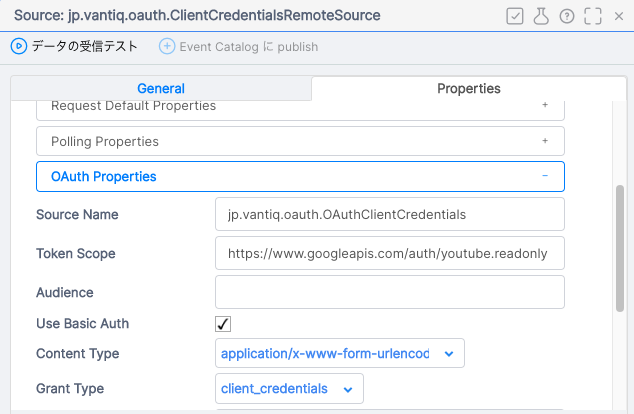 Source: jp.vantiq.oauth.ClientCredentialsRemoteSource
データの受信テスト
Event Catalog に publish
General
Properties
Request Default Properties +
Polling Properties +
OAuth Properties −
Source Name jp.vantiq.oauth.OAuthClientCredentials
Token Scope https://www.googleapis.com/auth/youtube.readonly
Audience
Use Basic Auth
Content Type application/x-www-form-urlencod
Grant Type client_credentials